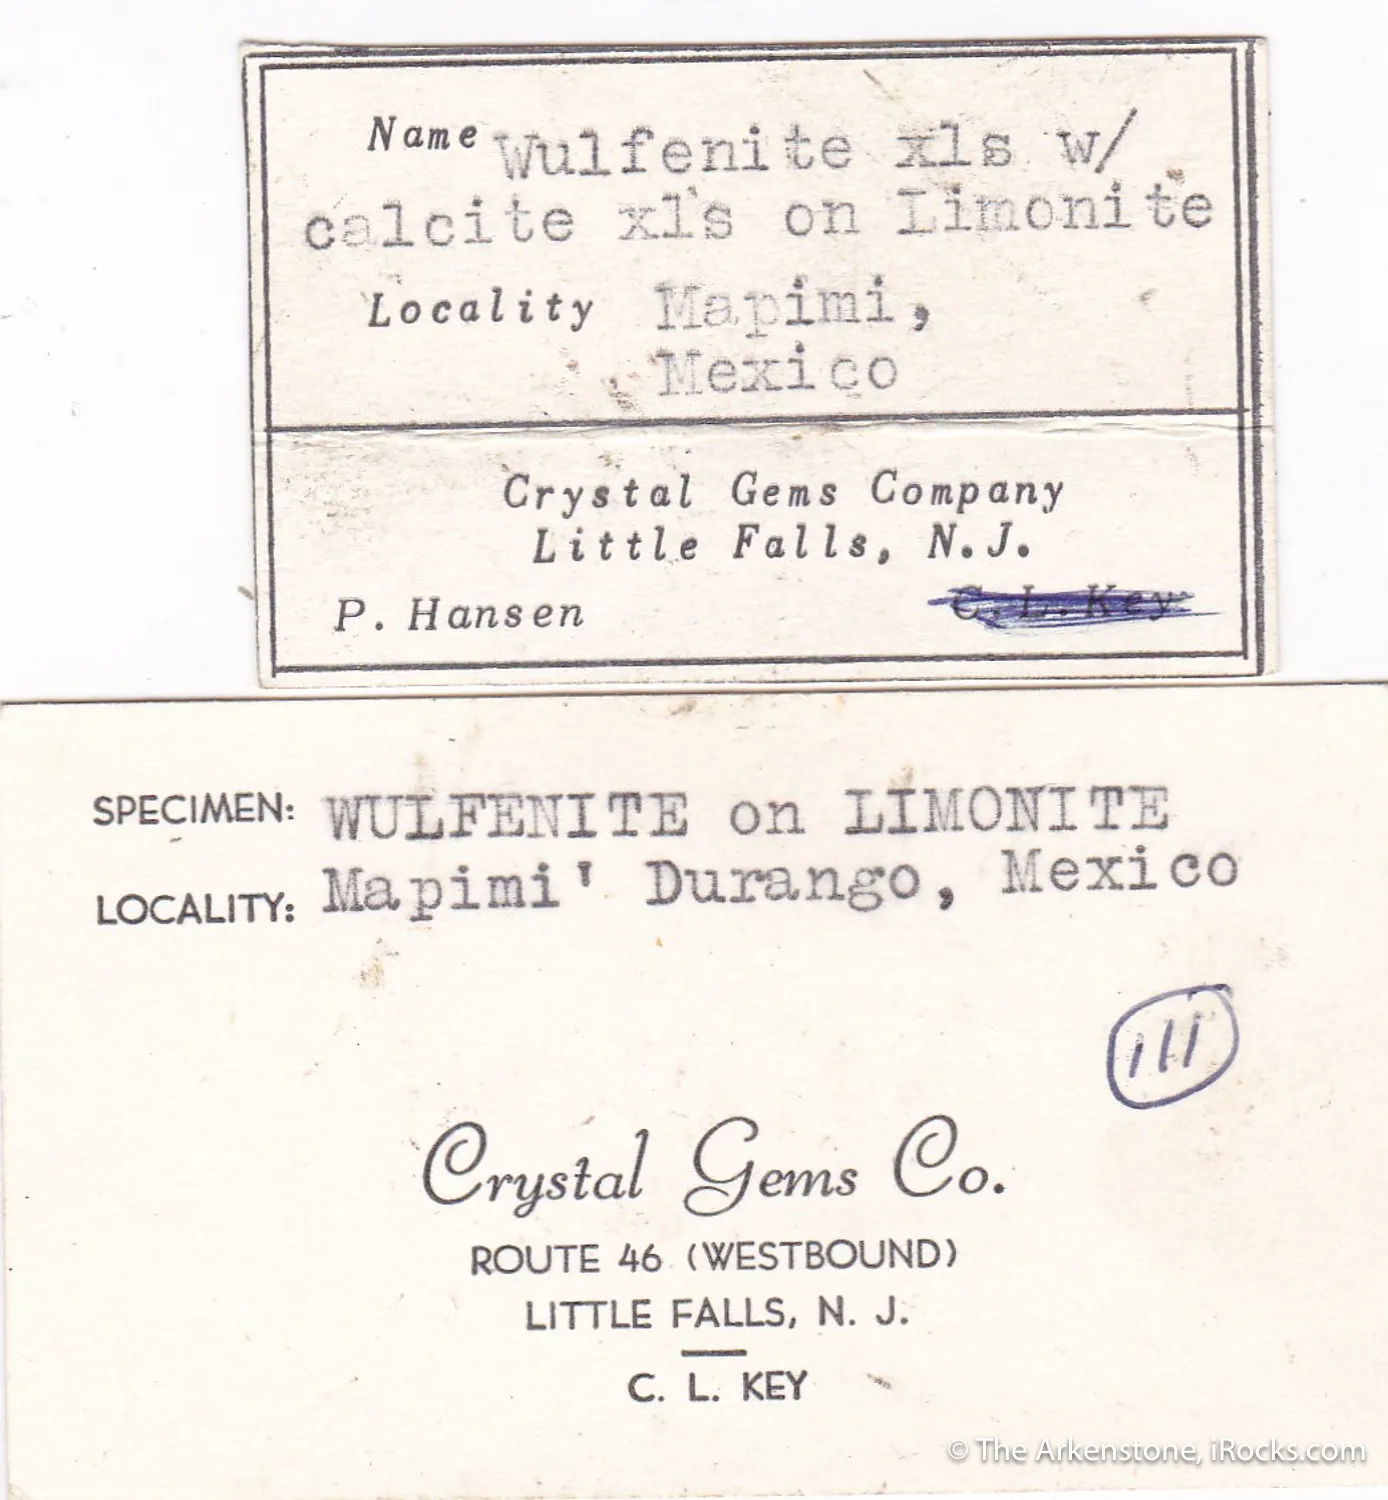 Name Wulfenite xls w/
calcite xls on Limonite
Locality Mapimi,
Mexico
Crystal Gems Company
Little Falls, N.J.
P. Hansen C. L. Key
SPECIMEN: WULFENITE on LIMONITE
LOCALITY: Mapimi' Durango, Mexico
111
Crystal Gems Co.
ROUTE 46 (WESTBOUND)
LITTLE FALLS, N. J.
C. L. KEY
© The Arkenstone, iRocks.com